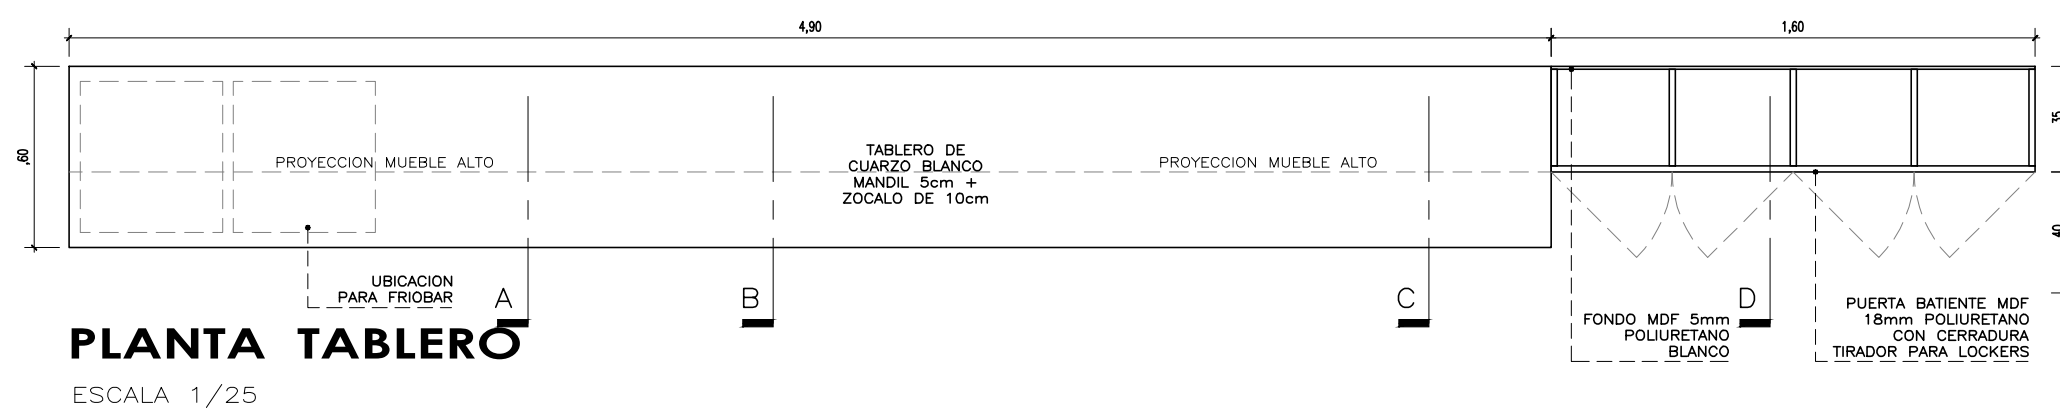 4,90
1,60
,60
,35
PROYECCION MUEBLE ALTO
TABLERO DE
CUARZO BLANCO
MANDIL 5cm +
ZOCALO DE 10cm
PROYECCION MUEBLE ALTO
,40
UBICACION
PARA FRIOBAR
A
B
C
D
FONDO MDF 5mm
POLIURETANO
BLANCO
PUERTA BATIENTE MDF
18mm POLIURETANO
CON CERRADURA
TIRADOR PARA LOCKERS
PLANTA TABLERO
ESCALA 1/25